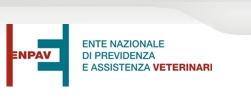 ENPAV
ENTE NAZIONALE
DI PREVIDENZA
E ASSISTENZA VETERINARI